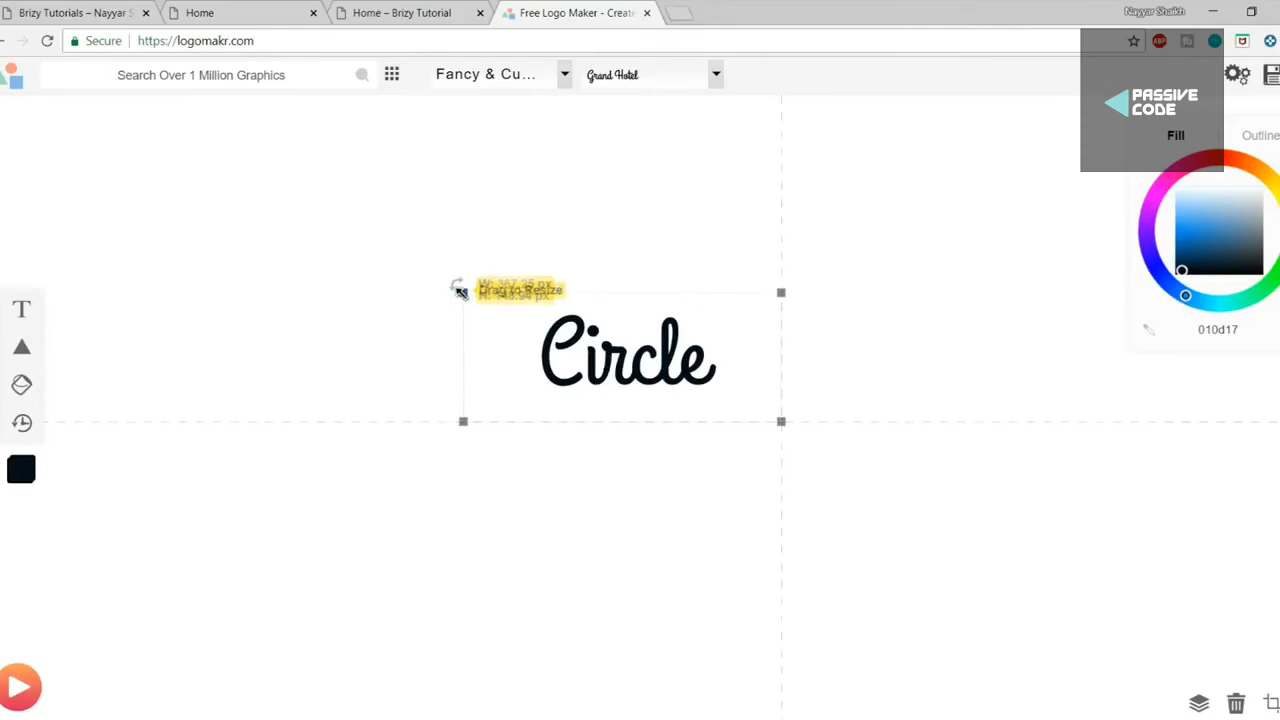 Brizy Tutorials – Nayyar S
Home
Home – Brizy Tutorial
Free Logo Maker - Create
Nayyar Shaikh
Secure
https://logomakr.com
Search Over 1 Million Graphics
Fancy & Cu...
Grand Hotel
PASSIVE
CODE
Fill
Outline
Drag to Resize
Circle
010d17
T